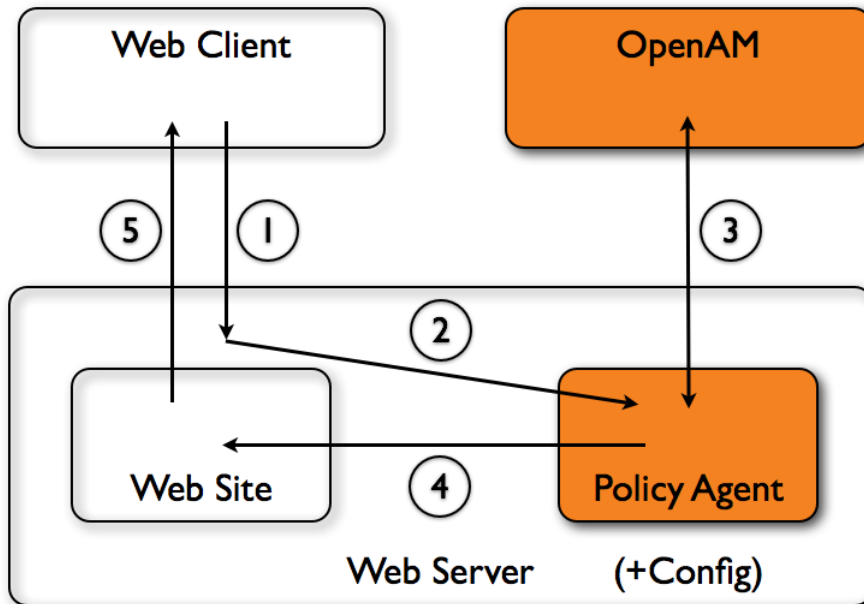 Web Client
OpenAM
5
1
3
2
Web Site
4
Policy Agent
Web Server
(+Config)